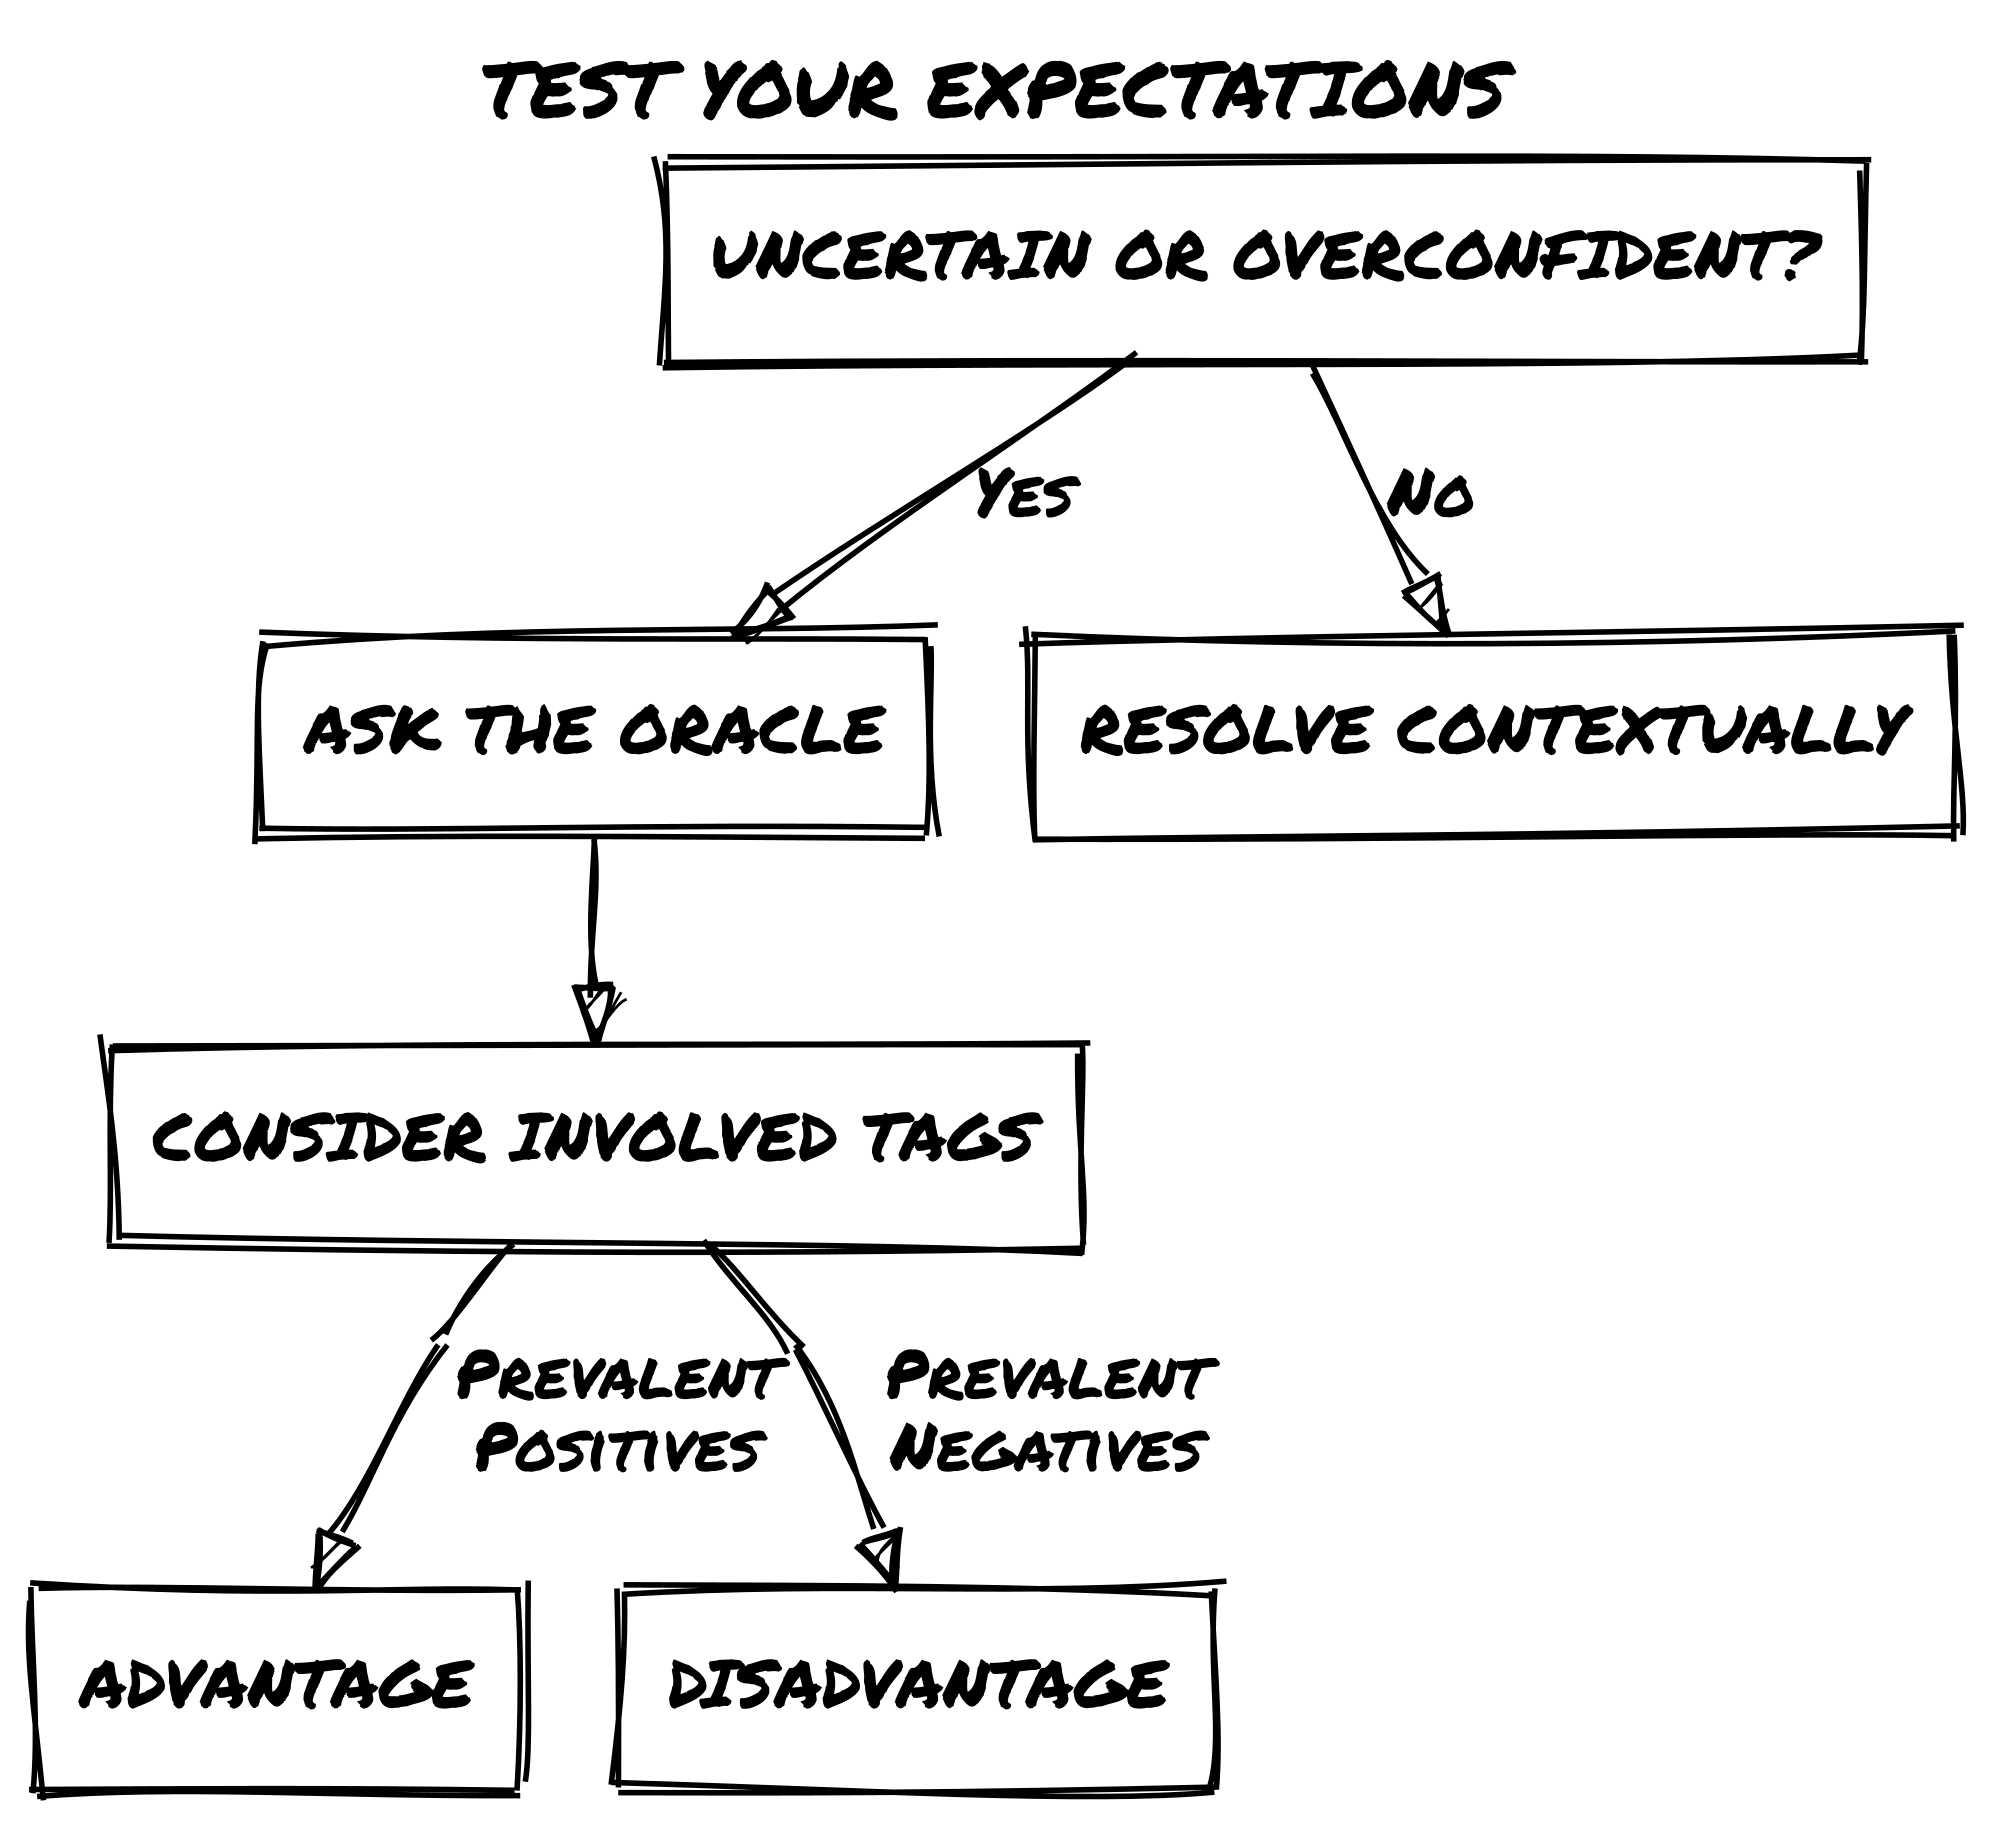 TEST YOUR EXPECTATIONS
UNCERTAIN OR OVERCONFIDENT?
YES
NO
ASK THE ORACLE
RESOLVE CONTEXTUALLY
CONSIDER INVOLVED TAGS
PREVALENT
POSITIVES
PREVALENT
NEGATIVES
ADVANTAGE
DISADVANTAGE